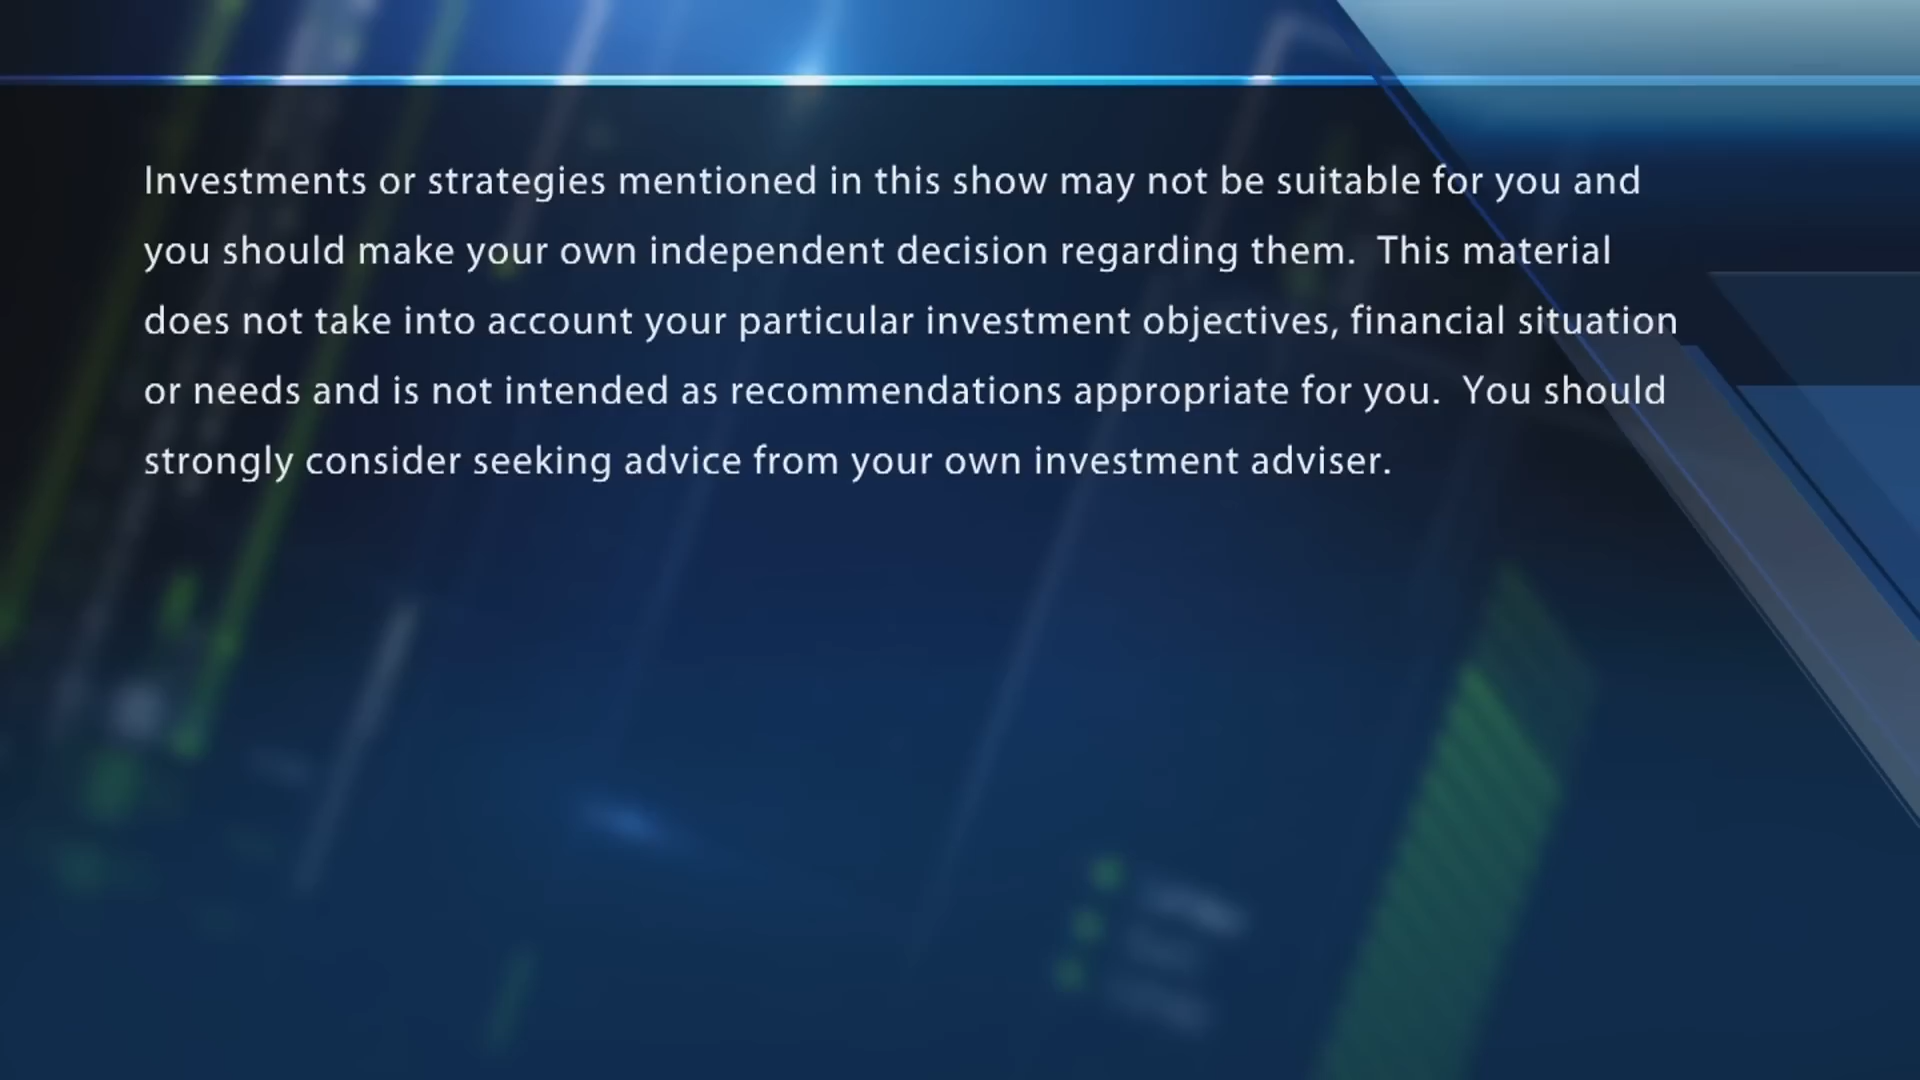 Investments or strategies mentioned in this show may not be suitable for you and
you should make your own independent decision regarding them.  This material
does not take into account your particular investment objectives, financial situation
or needs and is not intended as recommendations appropriate for you.  You should
strongly consider seeking advice from your own investment adviser.